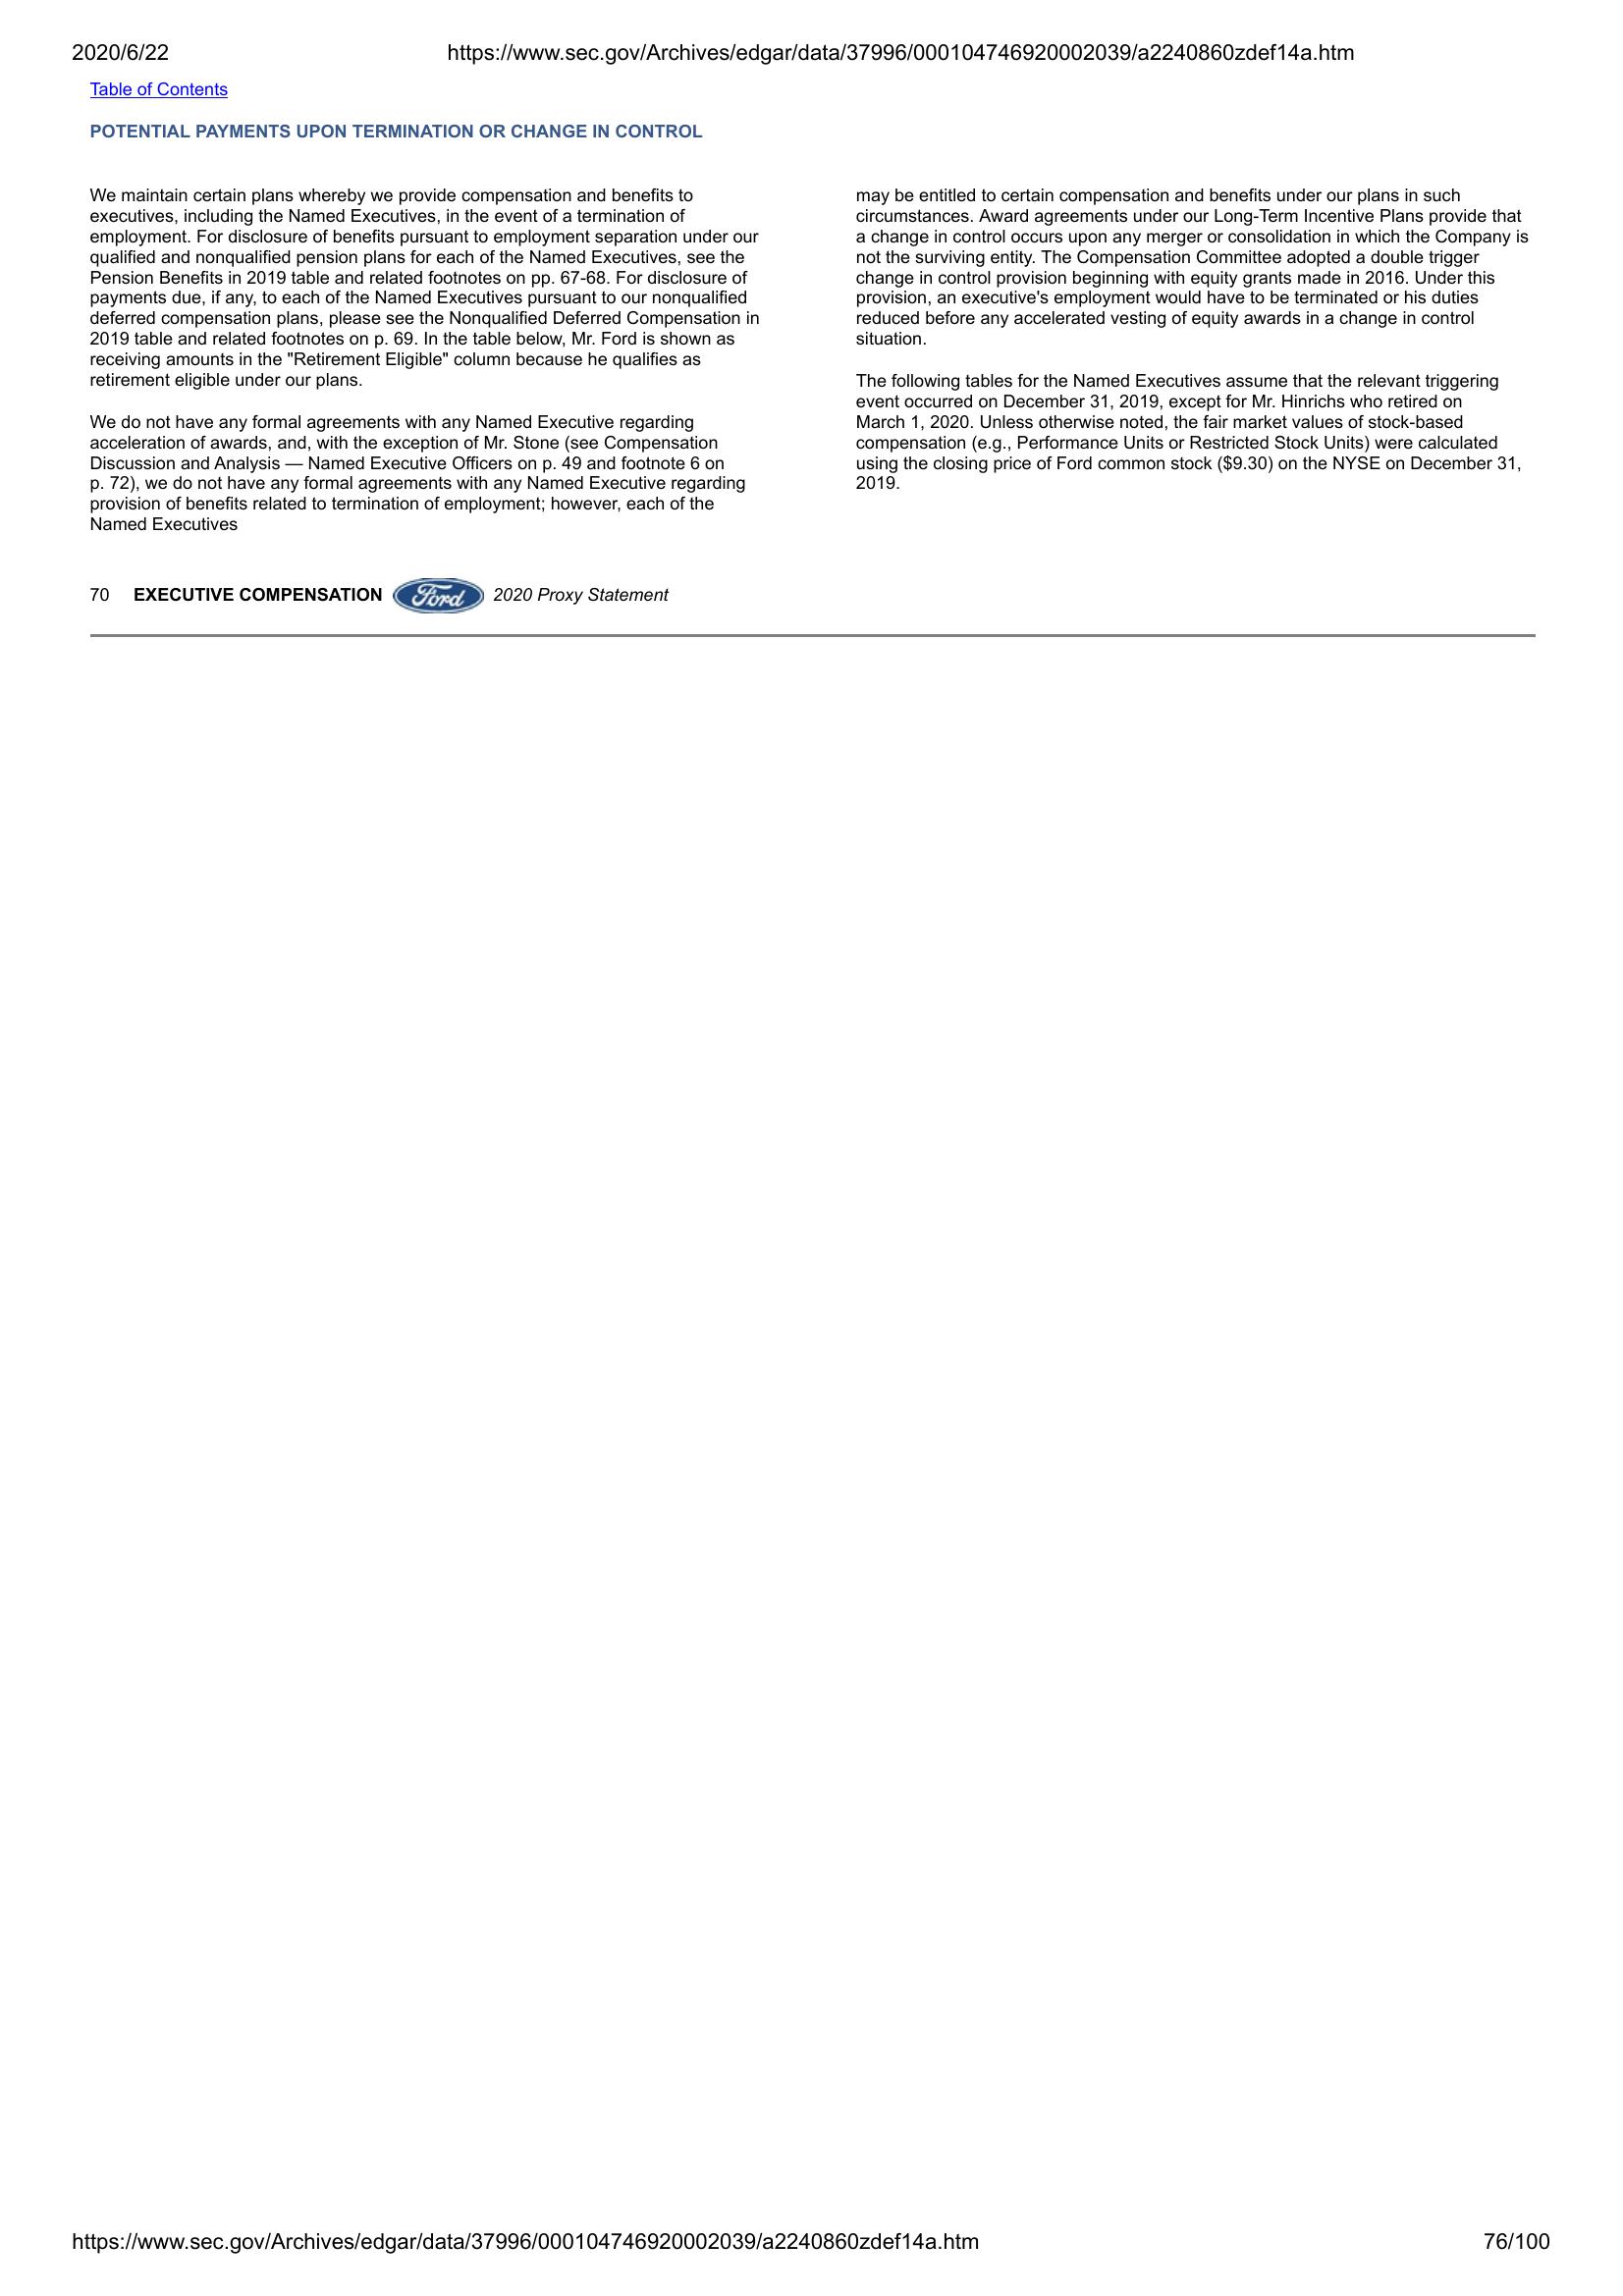 2020/6/22 https://www.sec.gov/Archives/edgar/data/37996/000104746920002039/a2240860zdef14a.htm
Table of Contents
POTENTIAL PAYMENTS UPON TERMINATION OR CHANGE IN CONTROL
We maintain certain plans whereby we provide compensation and benefits to
executives, including the Named Executives, in the event of a termination of
employment. For disclosure of benefits pursuant to employment separation under our
qualified and nonqualified pension plans for each of the Named Executives, see the
Pension Benefits in 2019 table and related footnotes on pp. 67-68. For disclosure of
payments due, if any, to each of the Named Executives pursuant to our nonqualified
deferred compensation plans, please see the Nonqualified Deferred Compensation in
2019 table and related footnotes on p. 69. In the table below, Mr. Ford is shown as
receiving amounts in the "Retirement Eligible" column because he qualifies as
retirement eligible under our plans.
We do not have any formal agreements with any Named Executive regarding
acceleration of awards, and, with the exception of Mr. Stone (see Compensation
Discussion and Analysis — Named Executive Officers on p. 49 and footnote 6 on
p. 72), we do not have any formal agreements with any Named Executive regarding
provision of benefits related to termination of employment; however, each of the
Named Executives
may be entitled to certain compensation and benefits under our plans in such
circumstances. Award agreements under our Long-Term Incentive Plans provide that
a change in control occurs upon any merger or consolidation in which the Company is
not the surviving entity. The Compensation Committee adopted a double trigger
change in control provision beginning with equity grants made in 2016. Under this
provision, an executive's employment would have to be terminated or his duties
reduced before any accelerated vesting of equity awards in a change in control
situation.
The following tables for the Named Executives assume that the relevant triggering
event occurred on December 31, 2019, except for Mr. Hinrichs who retired on
March 1, 2020. Unless otherwise noted, the fair market values of stock-based
compensation (e.g., Performance Units or Restricted Stock Units) were calculated
using the closing price of Ford common stock ($9.30) on the NYSE on December 31,
2019.
70 EXECUTIVE COMPENSATION Ford 2020 Proxy Statement
https://www.sec.gov/Archives/edgar/data/37996/000104746920002039/a2240860zdef14a.htm 76/100